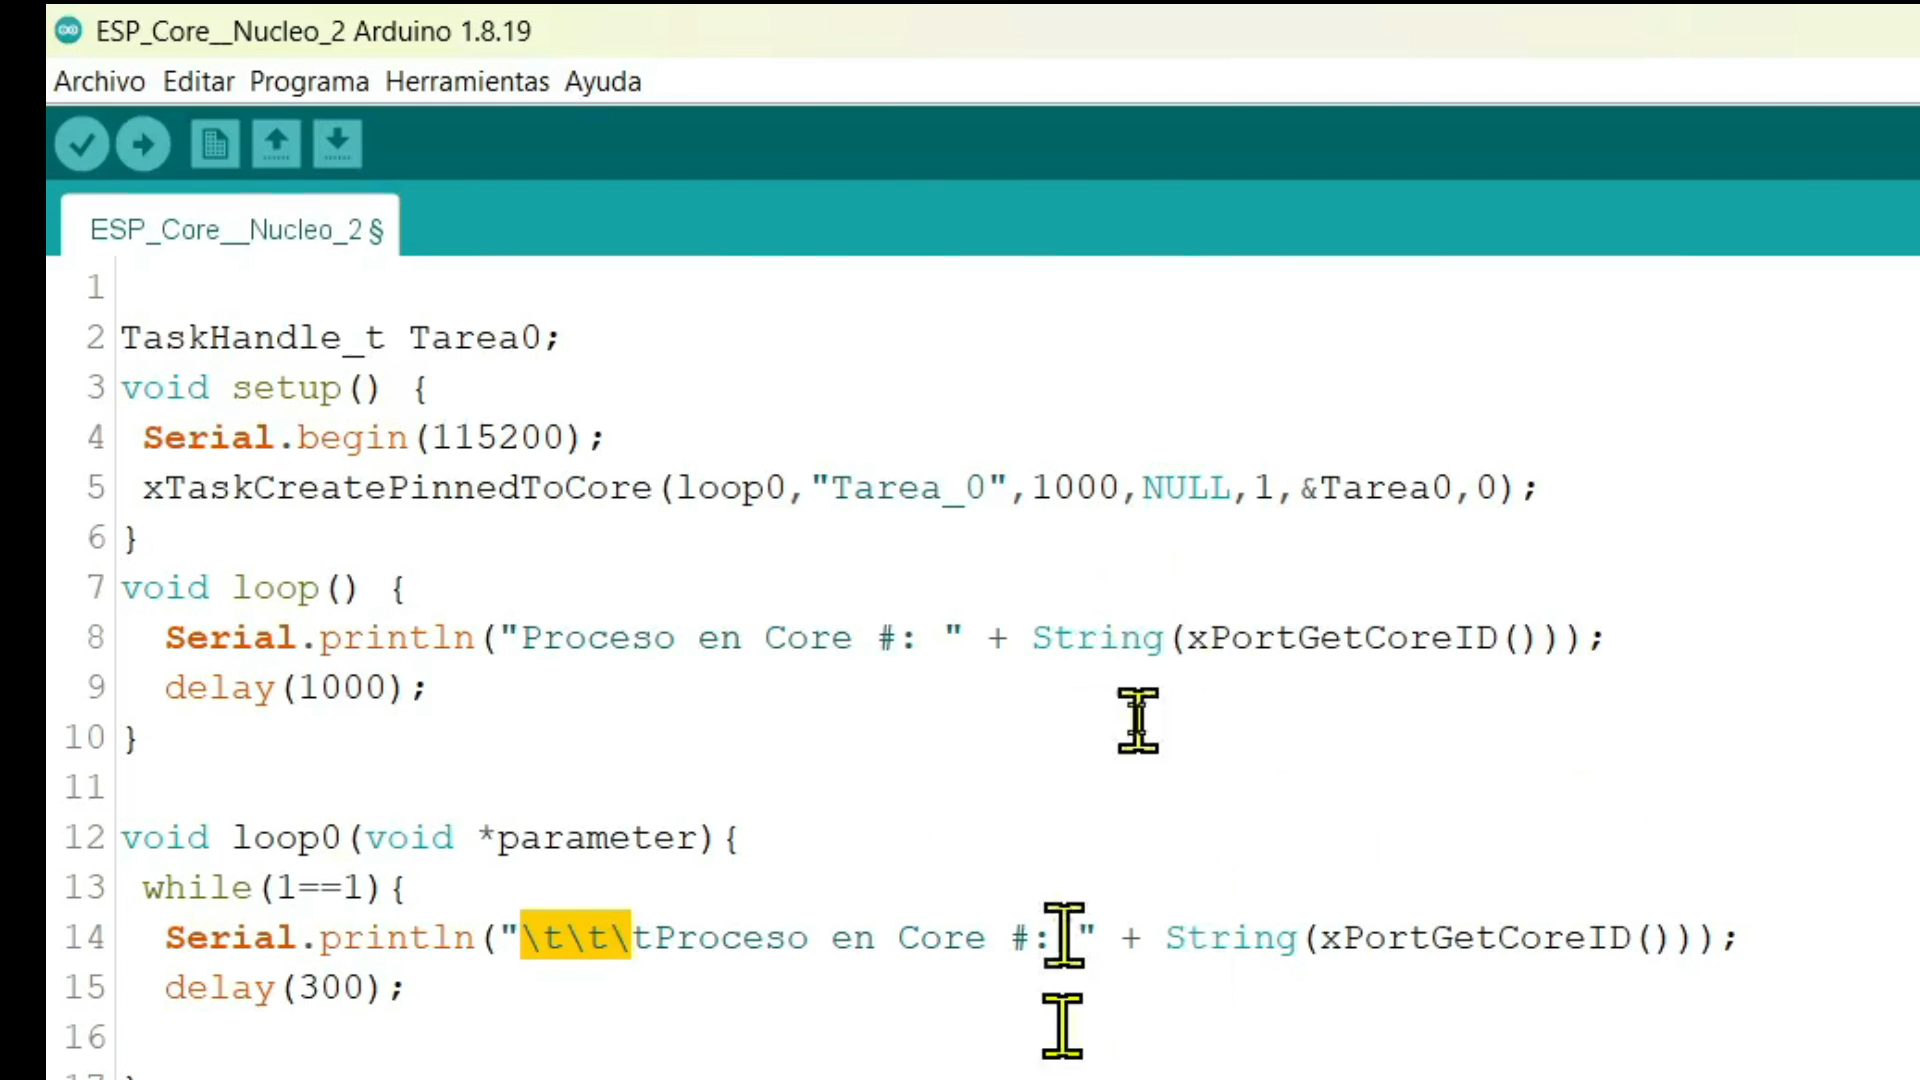 ESP_Core__Nucleo_2 Arduino 1.8.19
Archivo Editar Programa Herramientas Ayuda
ESP_Core__Nucleo_2 §
1
2 TaskHandle_t Tarea0;
3 void setup() {
4 Serial.begin(115200);
5 xTaskCreatePinnedToCore(loop0,"Tarea_0",1000,NULL,1,&Tarea0,0);
6 }
7 void loop() {
8 Serial.println("Proceso en Core #: " + String(xPortGetCoreID()));
9 delay(1000);
10 }
11
12 void loop0(void *parameter){
13 while(1==1){
14 Serial.println("\t\t\tProceso en Core #: " + String(xPortGetCoreID()));
15 delay(300);
16